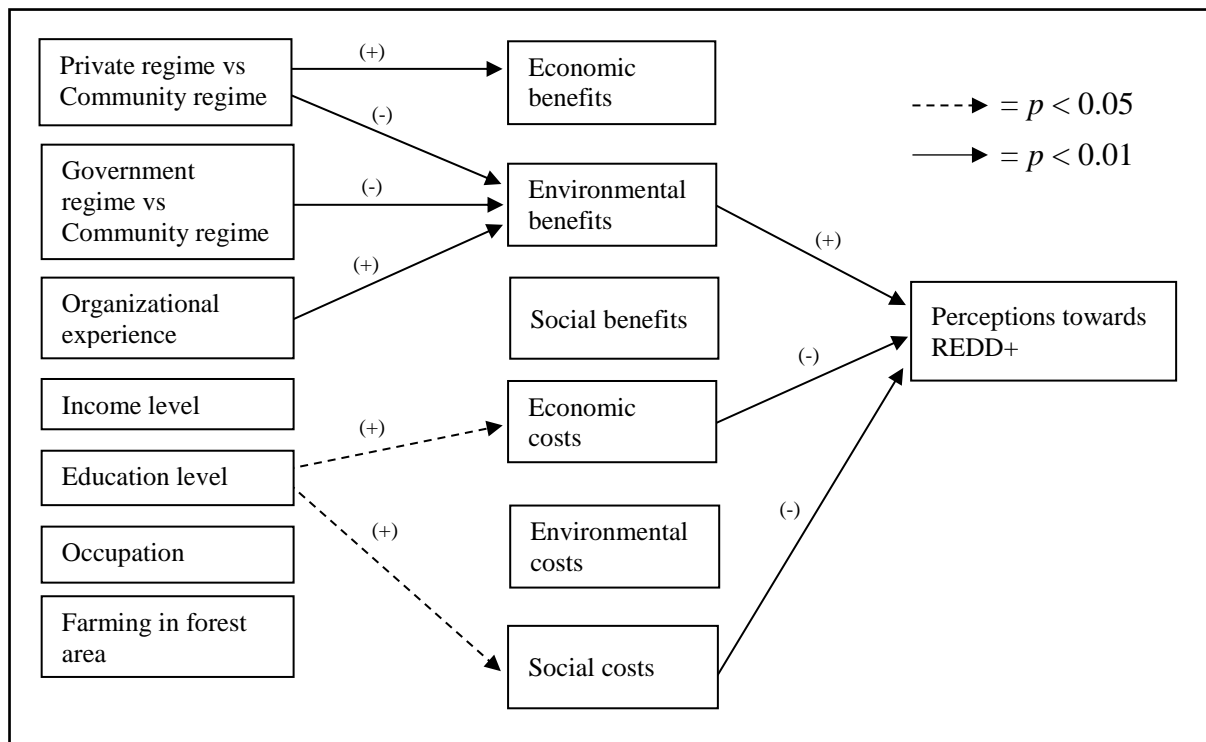 Private regime vs
Community regime
Government
regime vs
Community regime
Organizational
experience
Income level
Education level
Occupation
Farming in forest
area
(+)
(-)
(-)
(+)
(+)
(+)
Economic
benefits
Environmental
benefits
Social benefits
Economic
costs
Environmental
costs
Social costs
(+)
(-)
(-)
Perceptions towards
REDD+
= p < 0.05
= p < 0.01